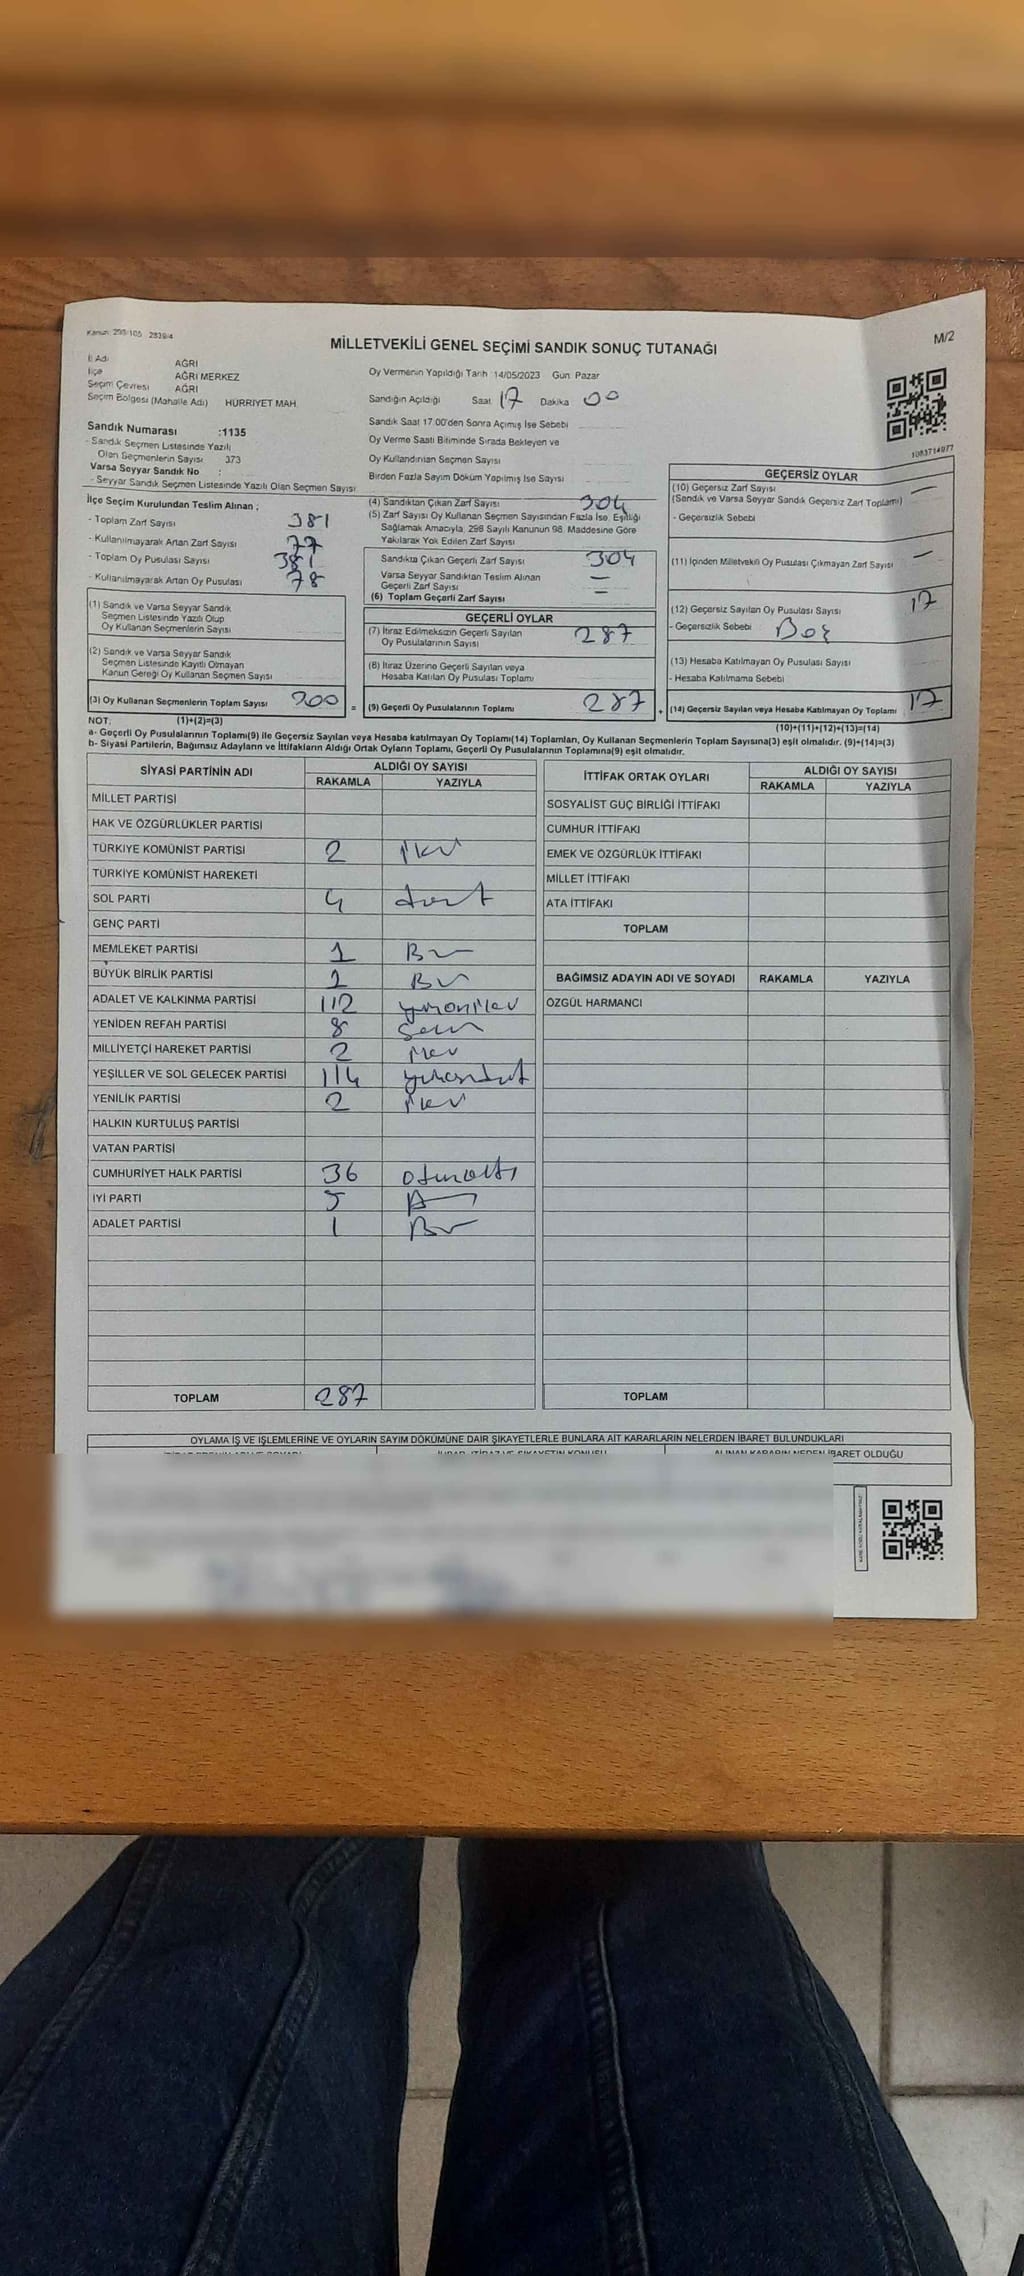 Kanun: 298/105 2839/4
MİLLETVEKİLİ GENEL SEÇİMİ SANDIK SONUÇ TUTANAĞI
M/2
İl Adı AĞRI
İlçe AĞRI MERKEZ
Seçim Çevresi AĞRI
Seçim Bölgesi (Mahalle Adı) HÜRRİYET MAH.
Sandık Numarası :1135
- Sandık Seçmen Listesinde Yazılı
Olan Seçmenlerin Sayısı 373
Varsa Seyyar Sandık No :
- Seyyar Sandık Seçmen Listesinde Yazılı Olan Seçmen Sayısı
Oy Vermenin Yapıldığı Tarih 14/05/2023 Gün: Pazar
Sandığın Açıldığı Saat 17 Dakika 00
Sandık Saat 17.00'den Sonra Açmış İse Sebebi
Oy Verme Saati Bitiminde Sırada Bekleyen ve
Oy Kullandırılan Seçmen Sayısı
Birden Fazla Sayım Döküm Yapılmış İse Sayısı
1083714977
İlçe Seçim Kurulundan Teslim Alınan ;
- Toplam Zarf Sayısı 381
- Kullanılmayarak Artan Zarf Sayısı 77
- Toplam Oy Pusulası Sayısı 381
- Kullanılmayarak Artan Oy Pusulası 78
(4) Sandıktan Çıkan Zarf Sayısı 304
(5) Zarf Sayısı Oy Kullanan Seçmen Sayısından Fazla İse, Eşitliği
Sağlamak Amacıyla, 298 Sayılı Kanunun 98. Maddesine Göre
Yakılarak Yok Edilen Zarf Sayısı
Sandıkta Çıkan Geçerli Zarf Sayısı 304
Varsa Seyyar Sandıktan Teslim Alınan
Geçerli Zarf Sayısı —
(6) Toplam Geçerli Zarf Sayısı —
GEÇERSİZ OYLAR
(10) Geçersiz Zarf Sayısı —
(Sandık ve Varsa Seyyar Sandık Geçersiz Zarf Toplamı)
- Geçersizlik Sebebi
(11) İçinden Milletvekili Oy Pusulası Çıkmayan Zarf Sayısı —
(12) Geçersiz Sayılan Oy Pusulası Sayısı 17
- Geçersizlik Sebebi Boş
(13) Hesaba Katılmayan Oy Pusulası Sayısı
- Hesaba Katılmama Sebebi
(14) Geçersiz Sayılan veya Hesaba Katılmayan Oy Toplamı 17
(10)+(11)+(12)+(13)=(14)
(1) Sandık ve Varsa Seyyar Sandık
Seçmen Listesinde Yazılı Olup
Oy Kullanan Seçmenlerin Sayısı
(2) Sandık ve Varsa Seyyar Sandık
Seçmen Listesinde Kayıtlı Olmayan
Kanun Gereği Oy Kullanan Seçmen Sayısı
(3) Oy Kullanan Seçmenlerin Toplam Sayısı =
GEÇERLİ OYLAR
(7) İtiraz Edilmeksizin Geçerli Sayılan
Oy Pusulalarının Sayısı 287
(8) İtiraz Üzerine Geçerli Sayılan veya
Hesaba Katılan Oy Pusulası Toplamı
(9) Geçerli Oy Pusulalarının Toplamı 287 +
NOT: (1)+(2)=(3)
a- Geçerli Oy Pusulalarının Toplamı(9) ile Geçersiz Sayılan veya Hesaba katılmayan Oy Toplamı(14) Toplamları, Oy Kullanan Seçmenlerin Toplam Sayısına(3) eşit olmalıdır. (9)+(14)=(3)
b- Siyasi Partilerin, Bağımsız Adayların ve İttifakların Aldığı Ortak Oyların Toplamı, Geçerli Oy Pusulalarının Toplamına(9) eşit olmalıdır.
SİYASİ PARTİNİN ADI ALDIĞI OY SAYISI
RAKAMLA YAZIYLA
MİLLET PARTİSİ
HAK VE ÖZGÜRLÜKLER PARTİSİ
TÜRKİYE KOMÜNİST PARTİSİ 2 iki
TÜRKİYE KOMÜNİST HAREKETİ
SOL PARTİ 4 dört
GENÇ PARTİ
MEMLEKET PARTİSİ 1 Bir
BÜYÜK BİRLİK PARTİSİ 1 Bir
ADALET VE KALKINMA PARTİSİ 112 yüzoniki
YENİDEN REFAH PARTİSİ 8 Sekiz
MİLLİYETÇİ HAREKET PARTİSİ 2 iki
YEŞİLLER VE SOL GELECEK PARTİSİ 114 yüzondört
YENİLİK PARTİSİ 2 iki
HALKIN KURTULUŞ PARTİSİ
VATAN PARTİSİ
CUMHURİYET HALK PARTİSİ 36 otuzaltı
İYİ PARTİ 5
ADALET PARTİSİ 1 Bir
TOPLAM 287
İTTİFAK ORTAK OYLARI ALDIĞI OY SAYISI
RAKAMLA YAZIYLA
SOSYALİST GÜÇ BİRLİĞİ İTTİFAKI
CUMHUR İTTİFAKI
EMEK VE ÖZGÜRLÜK İTTİFAKI
MİLLET İTTİFAKI
ATA İTTİFAKI
TOPLAM
BAĞIMSIZ ADAYIN ADI VE SOYADI RAKAMLA YAZIYLA
ÖZGÜL HARMANCI
TOPLAM
OYLAMA İŞ VE İŞLEMLERİNE VE OYLARIN SAYIM DÖKÜMÜNE DAİR ŞİKAYETLERLE BUNLARA AİT KARARLARIN NELERDEN İBARET BULUNDUKLARI
ALINAN KARARIN NEDEN İBARET OLDUĞU